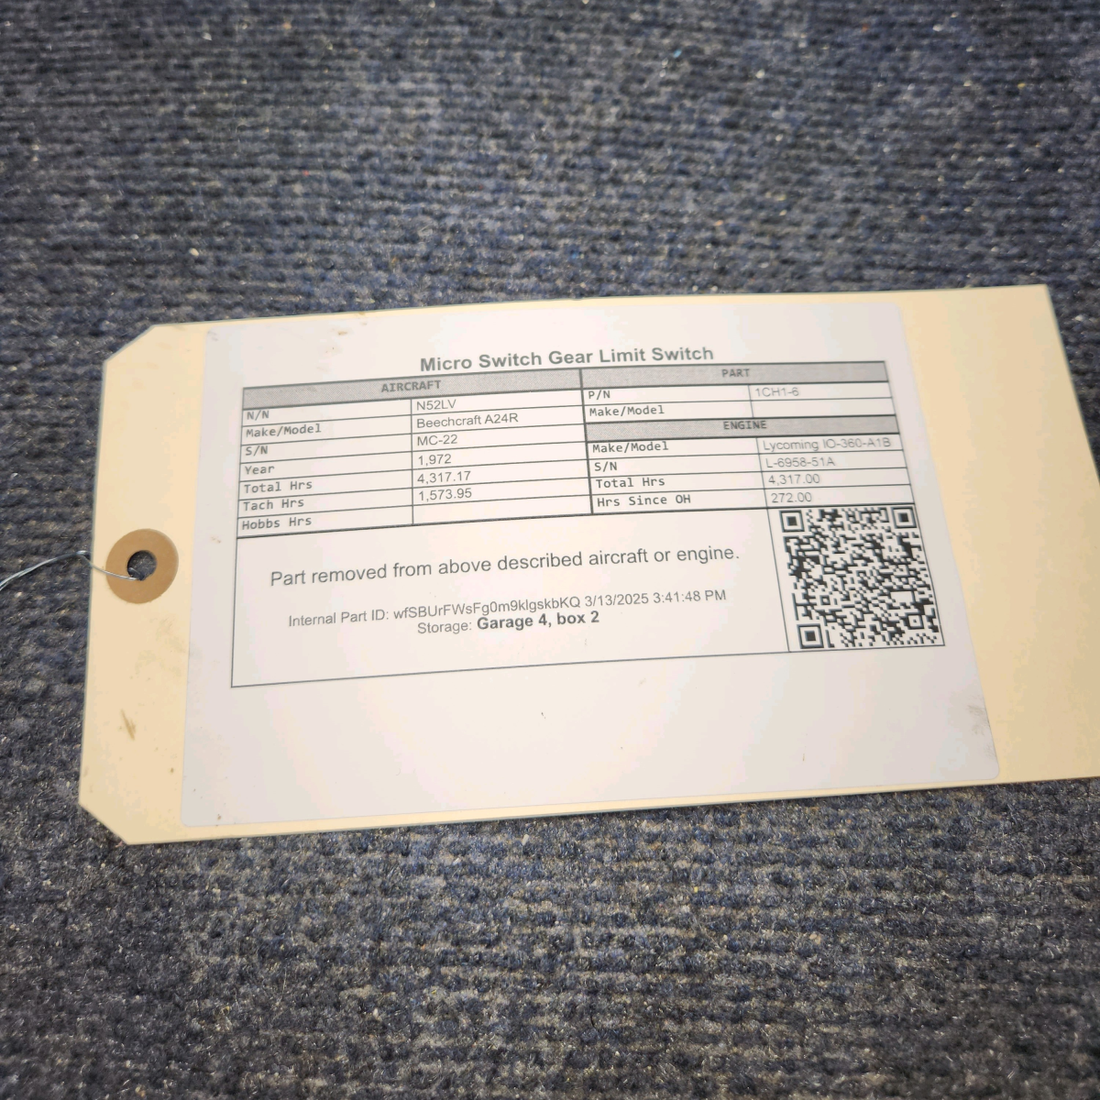 Micro Switch Gear Limit Switch
AIRCRAFT
N/N N52LV
Make/Model Beechcraft A24R
S/N MC-22
Year 1,972
Total Hrs 4,317.17
Tach Hrs 1,573.95
Hobbs Hrs
PART
P/N 1CH1-6
Make/Model
ENGINE
Make/Model Lycoming IO-360-A1B
S/N L-6958-51A
Total Hrs 4,317.00
Hrs Since OH 272.00
Part removed from above described aircraft or engine.
Internal Part ID: wfSBUrFWsFg0m9klgskbKQ 3/13/2025 3:41:48 PM
Storage: Garage 4, box 2